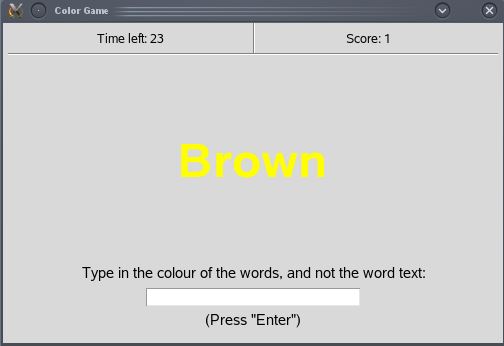 Color Game
Time left: 23
Score: 1
Brown
Type in the colour of the words, and not the word text:
(Press "Enter")